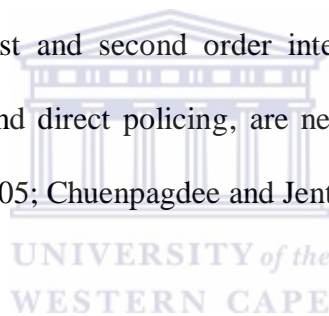 st and second order inte
nd direct policing, are ne
05; Chuenpagdee and Jent
UNIVERSITY of the
WESTERN CAPE